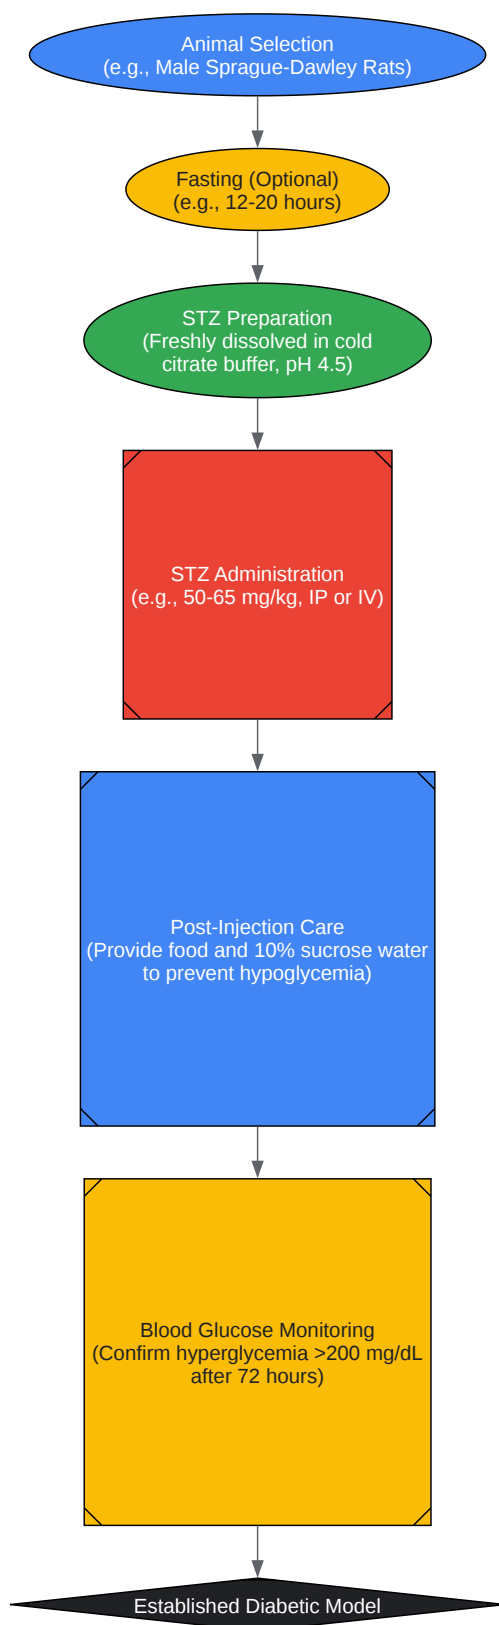 Animal Selection
(e.g., Male Sprague-Dawley Rats)
Fasting (Optional)
(e.g., 12-20 hours)
STZ Preparation
(Freshly dissolved in cold
citrate buffer, pH 4.5)
STZ Administration
(e.g., 50-65 mg/kg, IP or IV)
Post-Injection Care
(Provide food and 10% sucrose water
to prevent hypoglycemia)
Blood Glucose Monitoring
(Confirm hyperglycemia >200 mg/dL
after 72 hours)
Established Diabetic Model